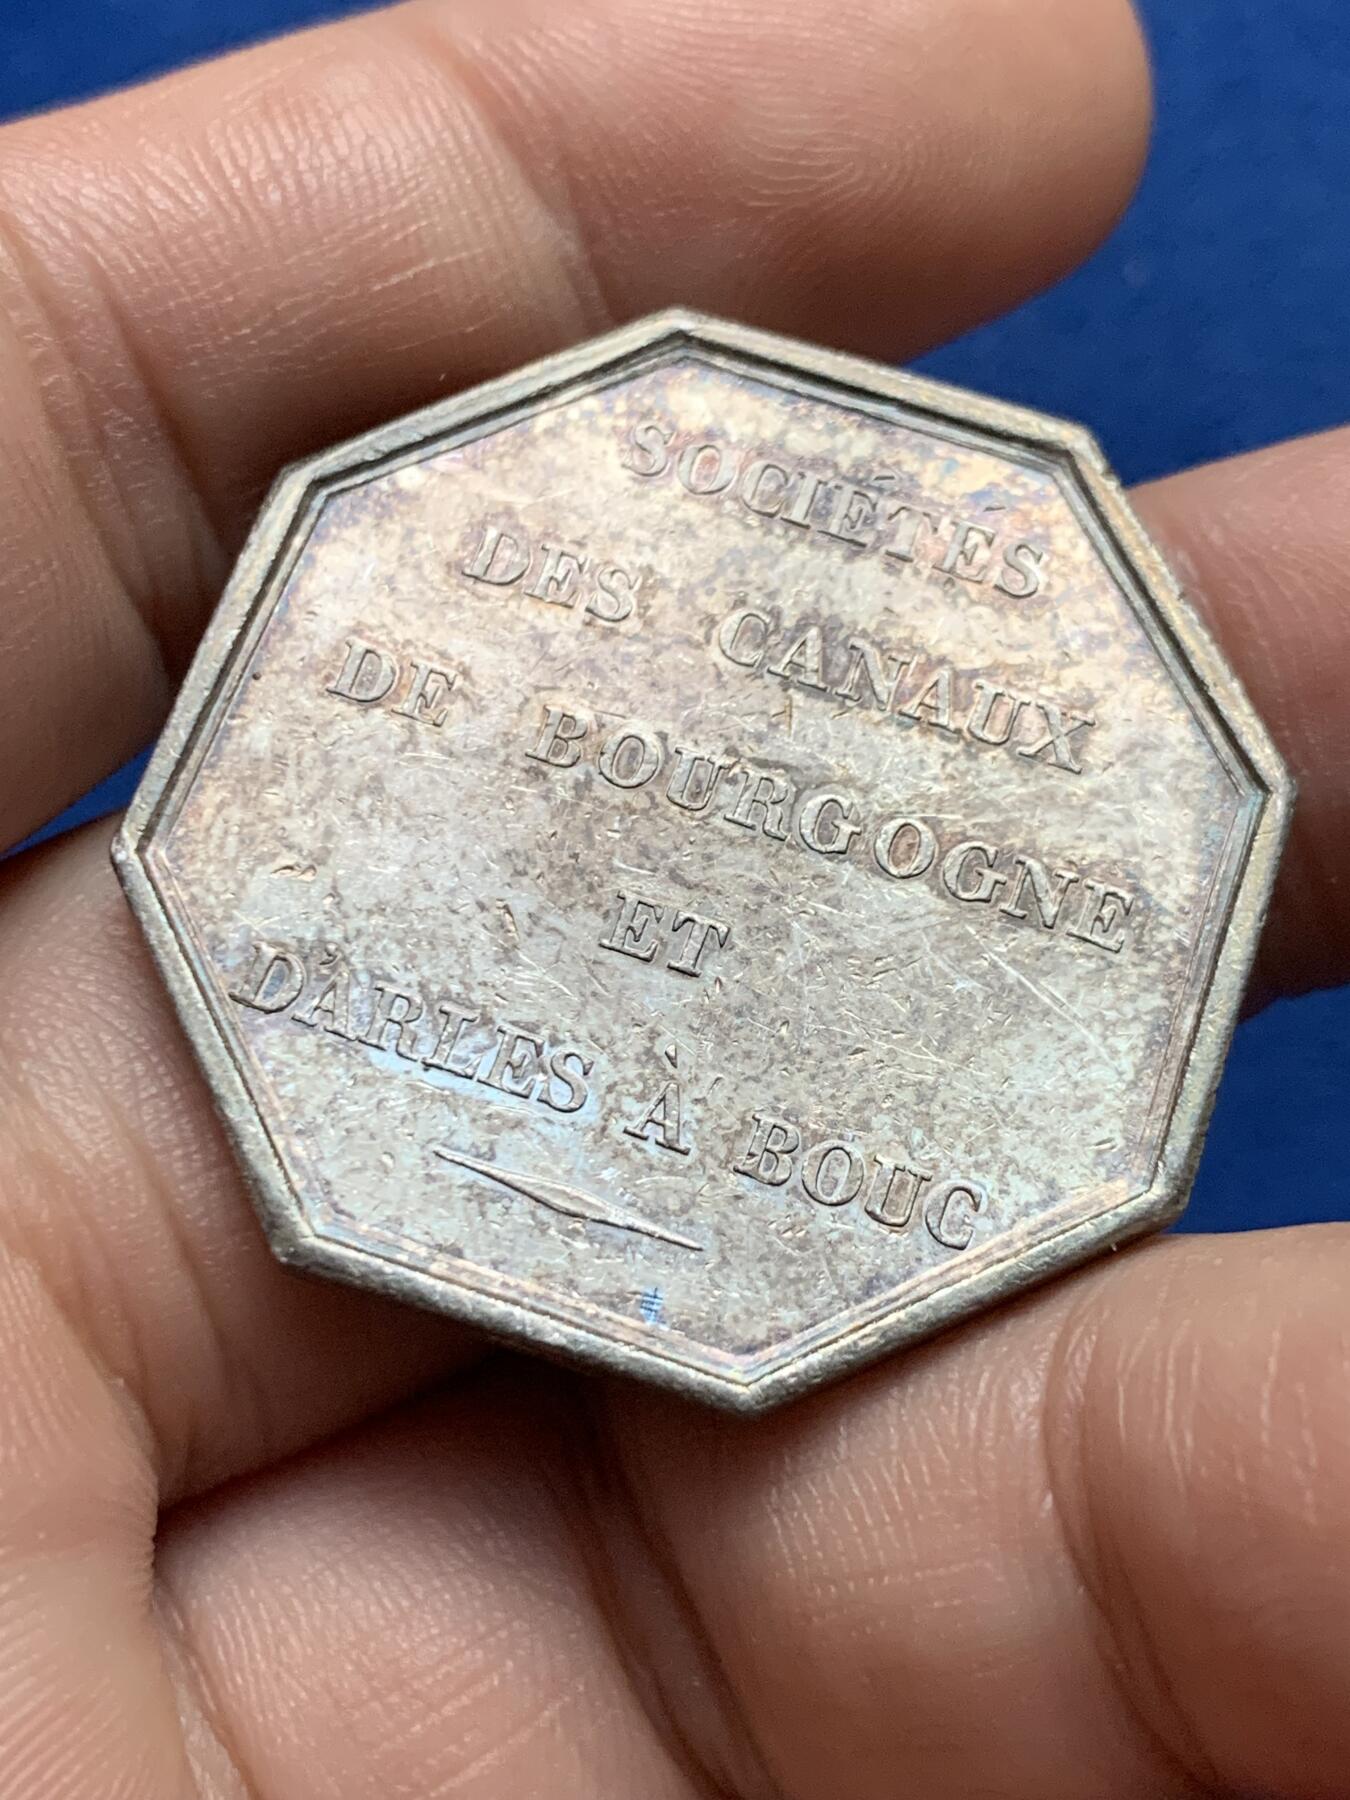 SOCIÉTÉS
DES CANAUX
DE BOURGOGNE
ET
D'ARLES À BOUC